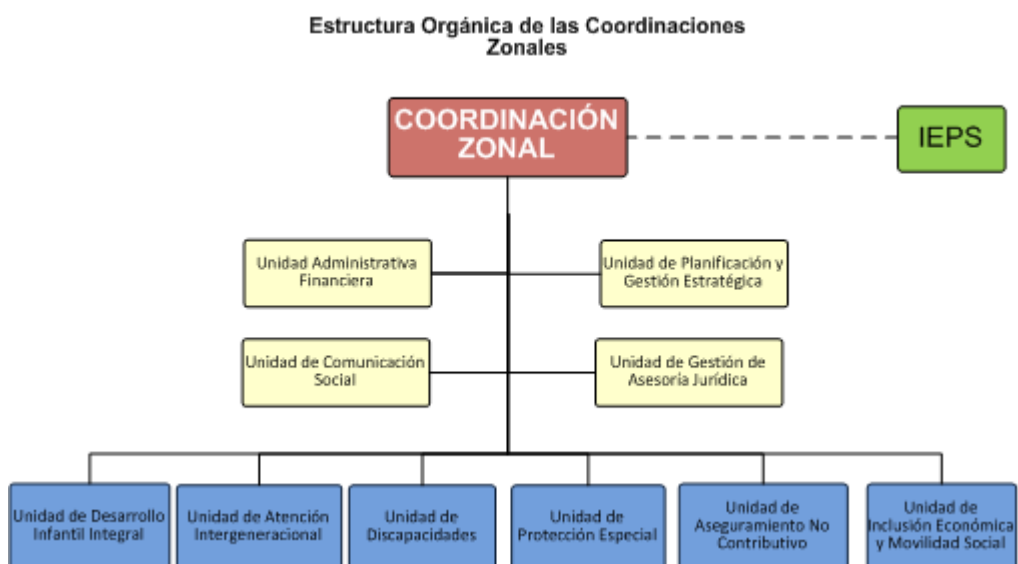 Estructura Orgánica de las Coordinaciones
Zonales
COORDINACIÓN
ZONAL
IEPS
Unidad Administrativa
Financiera
Unidad de Planificación y
Gestión Estratégica
Unidad de Comunicación
Social
Unidad de Gestión de
Asesoría Jurídica
Unidad de Desarrollo
Infantil Integral
Unidad de Atención
Intergeneracional
Unidad de
Discapacidades
Unidad de
Protección Especial
Unidad de
Aseguramiento No
Contributivo
Unidad de
Inclusión Económica
y Movilidad Social